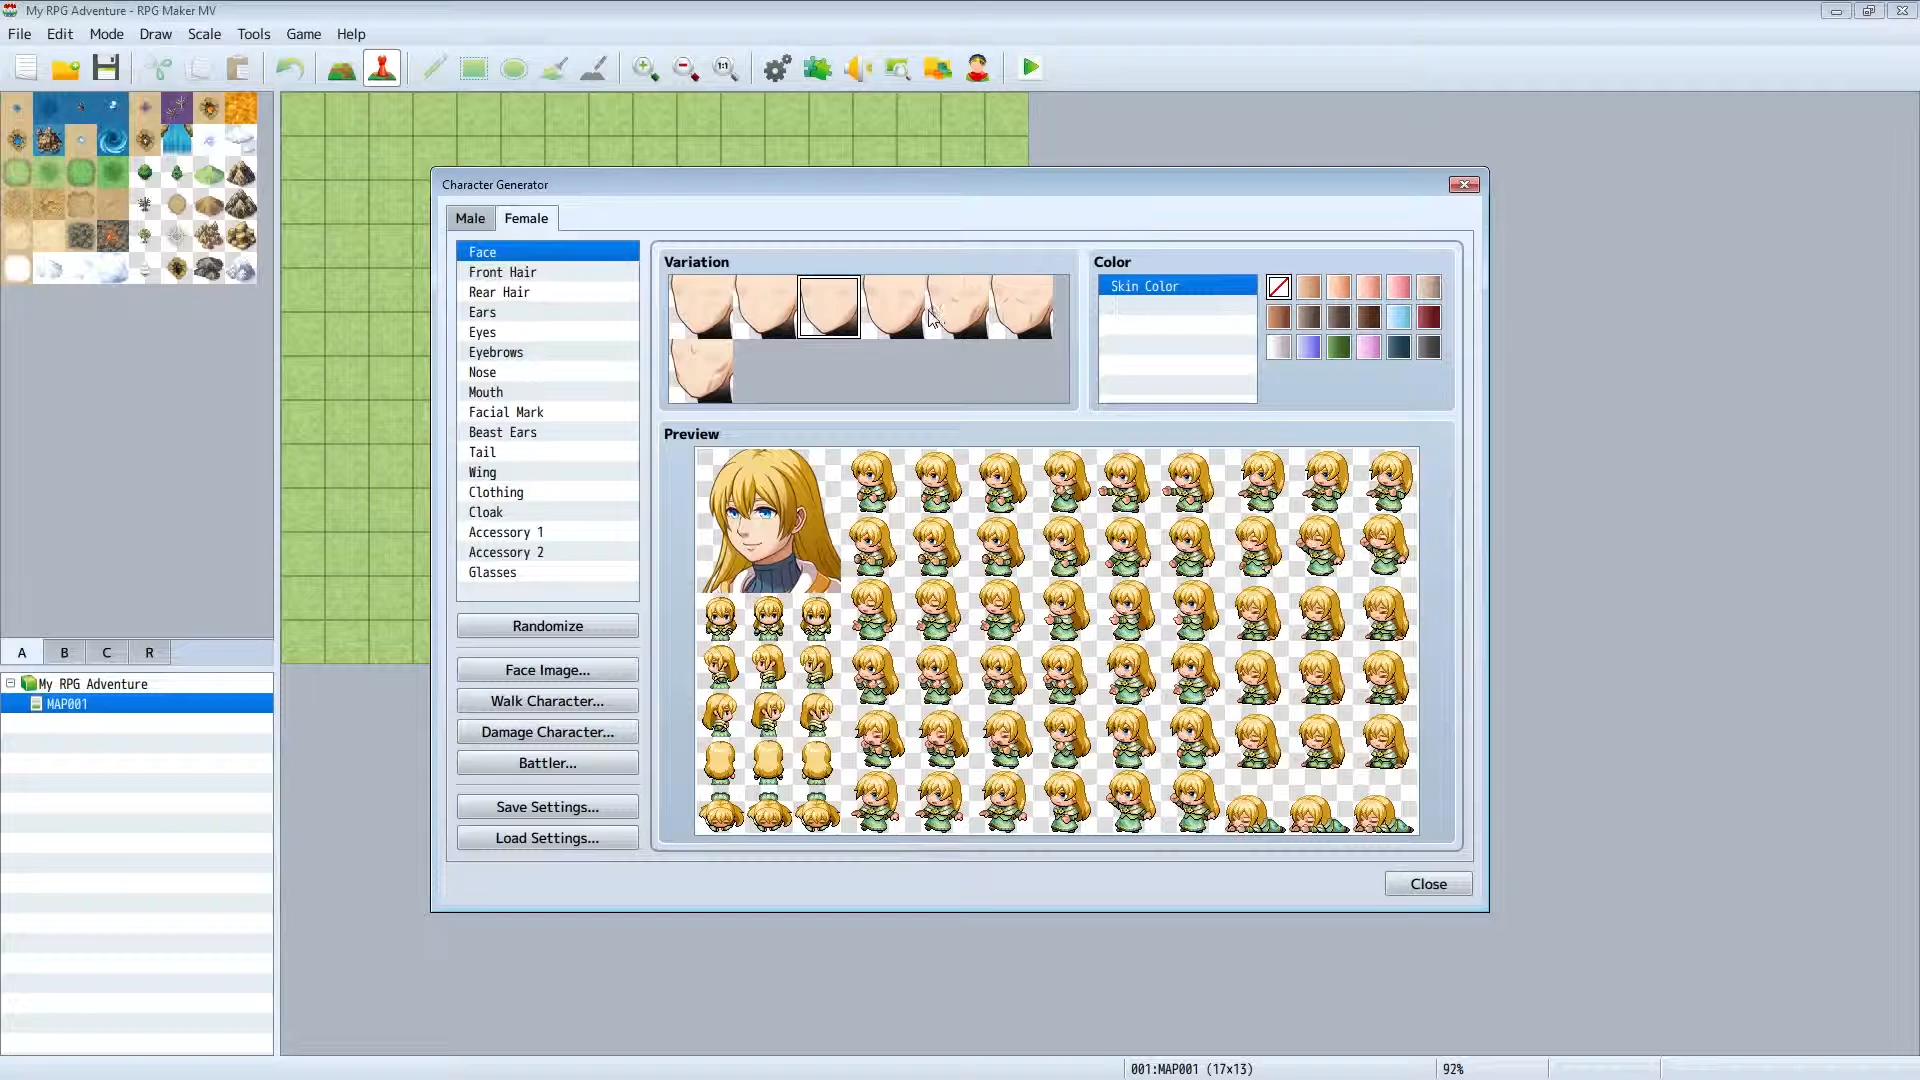 My RPG Adventure - RPG Maker MV
File Edit Mode Draw Scale Tools Game Help
1:1
Character Generator
Male Female
Face
Front Hair
Rear Hair
Ears
Eyes
Eyebrows
Nose
Mouth
Facial Mark
Beast Ears
Tail
Wing
Clothing
Cloak
Accessory 1
Accessory 2
Glasses
Randomize
Face Image...
Walk Character...
Damage Character...
Battler...
Save Settings...
Load Settings...
Variation
Color
Skin Color
Preview
Close
A B C R
My RPG Adventure
MAP001
001:MAP001 (17x13) 92%